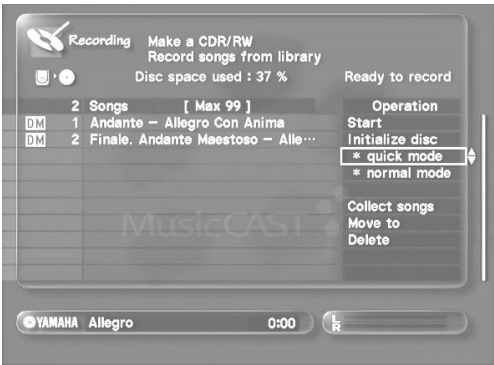 Recording
Make a CDR/RW
Record songs from library
Disc space used : 37 %
Ready to record
2 Songs [ Max 99 ]
DM 1 Andante – Allegro Con Anima
DM 2 Finale. Andante Maestoso – Alle···
Operation
Start
Initialize disc
* quick mode
* normal mode
Collect songs
Move to
Delete
MusicCAST
YAMAHA Allegro 0:00
L
R